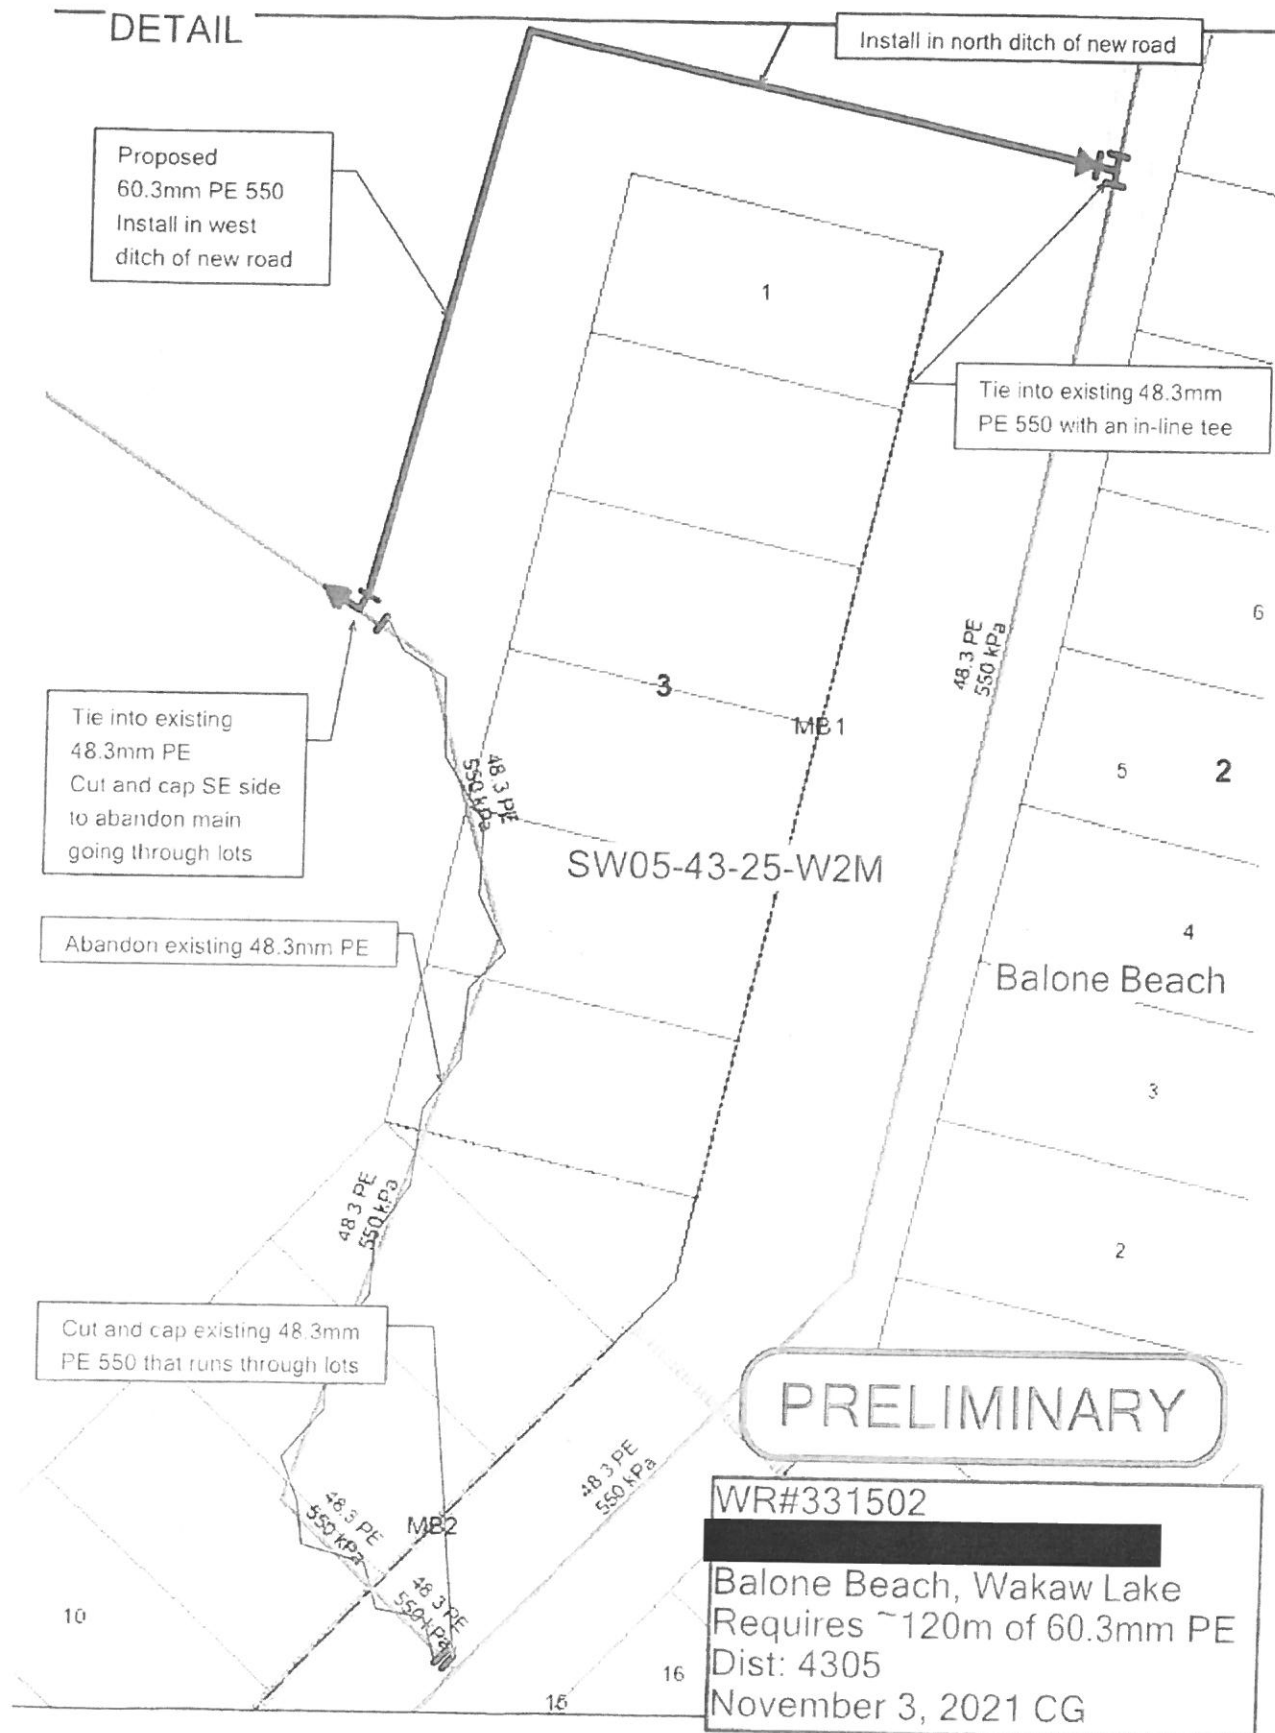 DETAIL
Install in north ditch of new road
Proposed
60.3mm PE 550
Install in west
ditch of new road
1
Tie into existing 48.3mm
PE 550 with an in-line tee
6
48.3 PE
550 kPa
Tie into existing
48.3mm PE
Cut and cap SE side
to abandon main
going through lots
3
MB1
48.3 PE
550 kPa
5
2
SW05-43-25-W2M
Abandon existing 48.3mm PE
4
Balone Beach
3
48.3 PE
550 kPa
2
Cut and cap existing 48.3mm
PE 550 that runs through lots
PRELIMINARY
48.3 PE
550 kPa
48.3 PE
550 kPa
MB2
48.3 PE
550 kPa
10
16
15
WR#331502
Balone Beach, Wakaw Lake
Requires ~120m of 60.3mm PE
Dist: 4305
November 3, 2021 CG